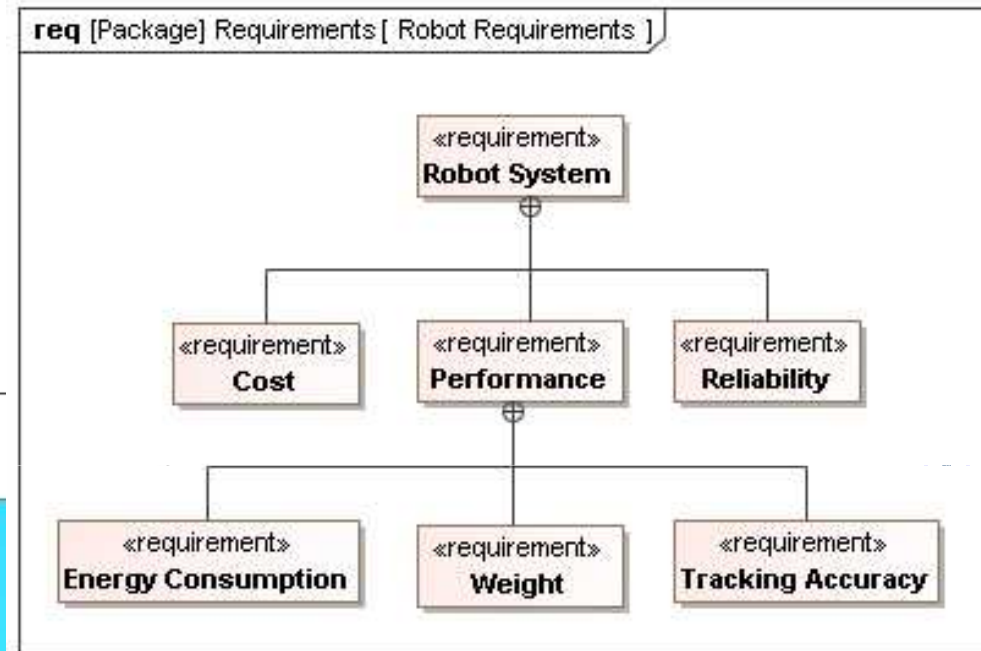 req [Package] Requirements [ Robot Requirements ]
«requirement»
Robot System
«requirement»
Cost
«requirement»
Performance
«requirement»
Reliability
«requirement»
Energy Consumption
«requirement»
Weight
«requirement»
Tracking Accuracy